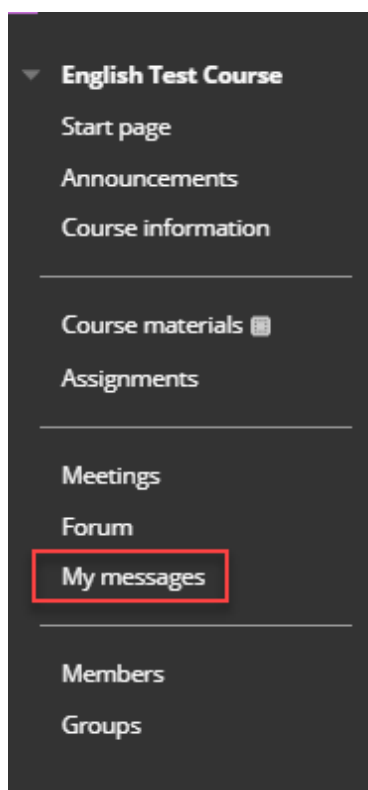 English Test Course
Start page
Announcements
Course information
Course materials
Assignments
Meetings
Forum
My messages
Members
Groups